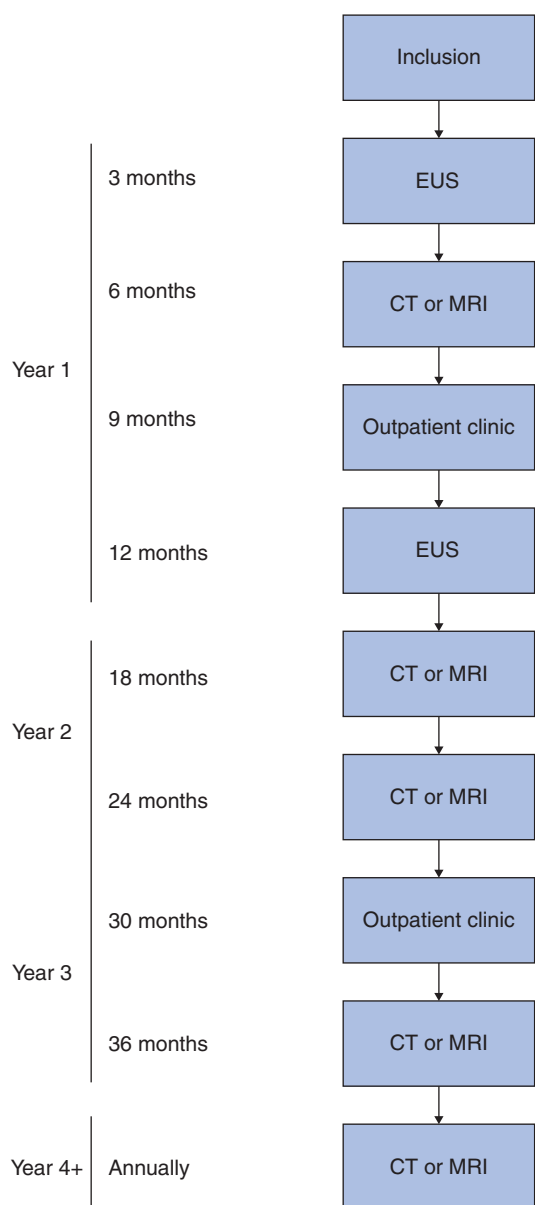 Inclusion
3 months
EUS
6 months
CT or MRI
Year 1
9 months
Outpatient clinic
12 months
EUS
18 months
CT or MRI
Year 2
24 months
CT or MRI
30 months
Outpatient clinic
Year 3
36 months
CT or MRI
Year 4+
Annually
CT or MRI